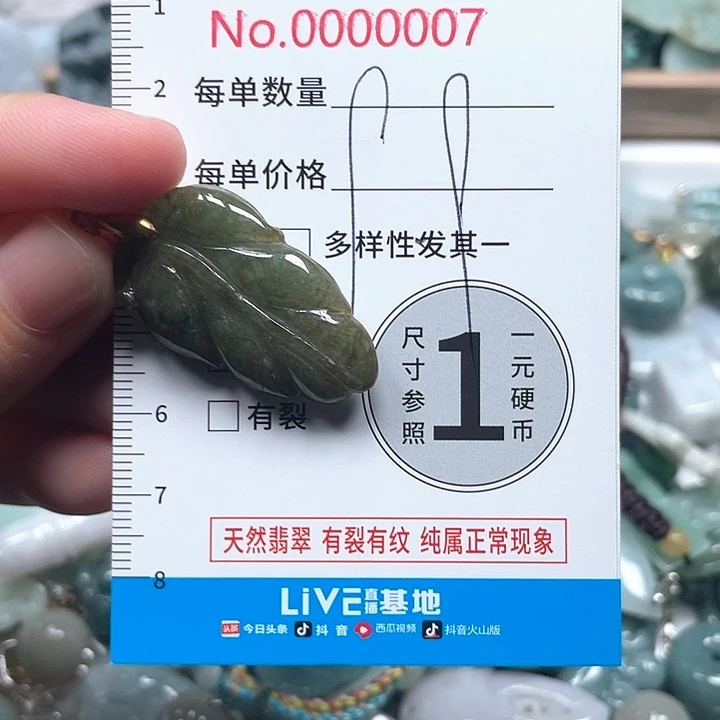 1
No.0000007
2
每单数量
每单价格
多样性发其一
尺寸参照
1
一元硬币
6
有裂
7
天然翡翠 有裂有纹 纯属正常现象
8
LiVE直播基地
头条 今日头条 抖音 西瓜视频 抖音火山版